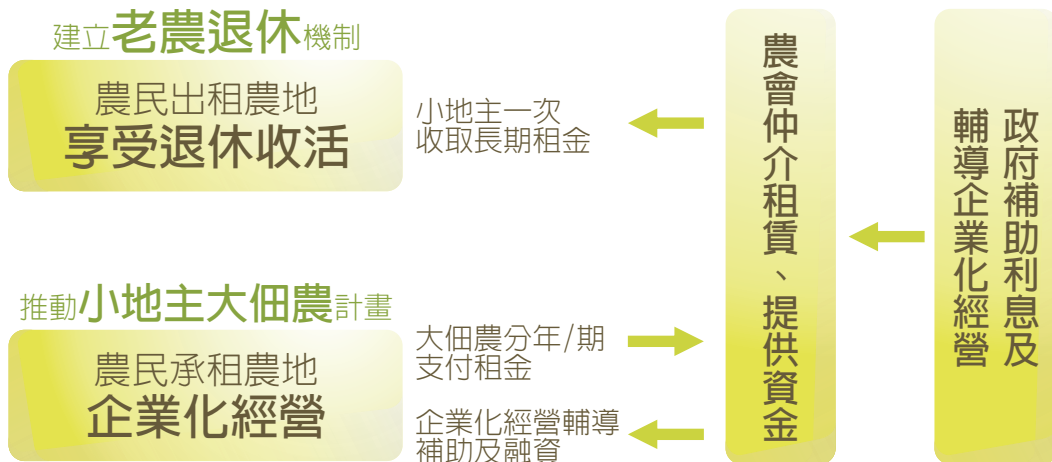 建立老農退休機制
農民出租農地
享受退休收活
小地主一次
收取長期租金
推動小地主大佃農計畫
農民承租農地
企業化經營
大佃農分年/期
支付租金
企業化經營輔導
補助及融資
農會仲介租賃、提供資金
政府補助利息及
輔導企業化經營